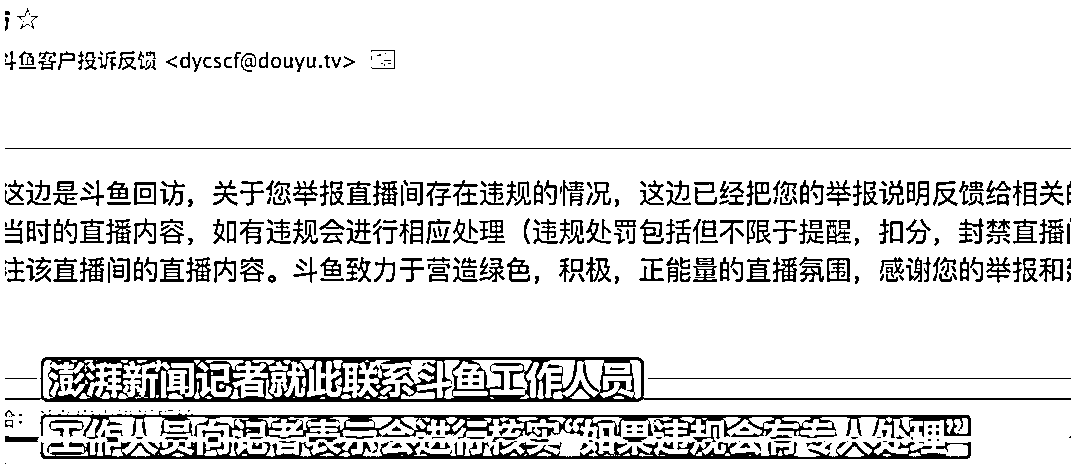 ☆
斗鱼客户投诉反馈 <dycscf@douyu.tv>
这边是斗鱼回访，关于您举报直播间存在违规的情况，这边已经把您的举报说明反馈给相关
当时的直播内容，如有违规会进行相应处理（违规处罚包括但不限于提醒，扣分，封禁直播
注该直播间的直播内容。斗鱼致力于营造绿色，积极，正能量的直播氛围，感谢您的举报和
澎湃新闻记者就此联系斗鱼工作人员
工作人员向记者表示会进行核实“如果违规会有专人处理”